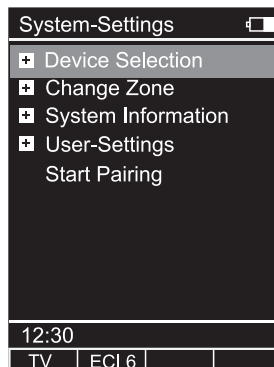 System-Settings
Device Selection
Change Zone
System Information
User-Settings
Start Pairing
12:30
TV ECI 6